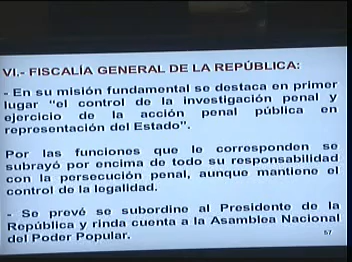 VI.- FISCALÍA GENERAL DE LA REPÚBLICA:
- En su misión fundamental se destaca en primer
lugar "el control de la investigación penal y
ejercicio de la acción penal pública en
representación del Estado".
Por las funciones que le corresponden se
subrayó por encima de todo su responsabilidad
con la persecución penal, aunque mantiene el
control de la legalidad.
- Se prevé se subordine al Presidente de la
República y rinda cuenta a la Asamblea Nacional
del Poder Popular.
57